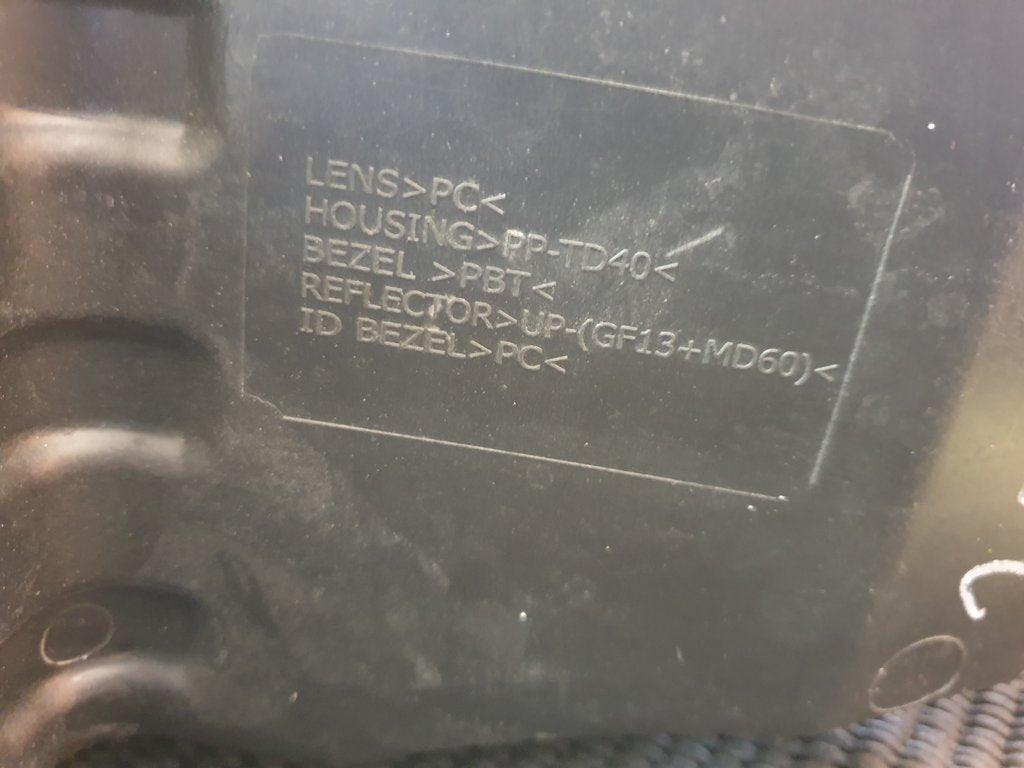 LENS>PC<
HOUSING>PP-TD40<
BEZEL >PBT<
REFLECTOR>UP-(GF13+MD60)<
ID BEZEL>PC<